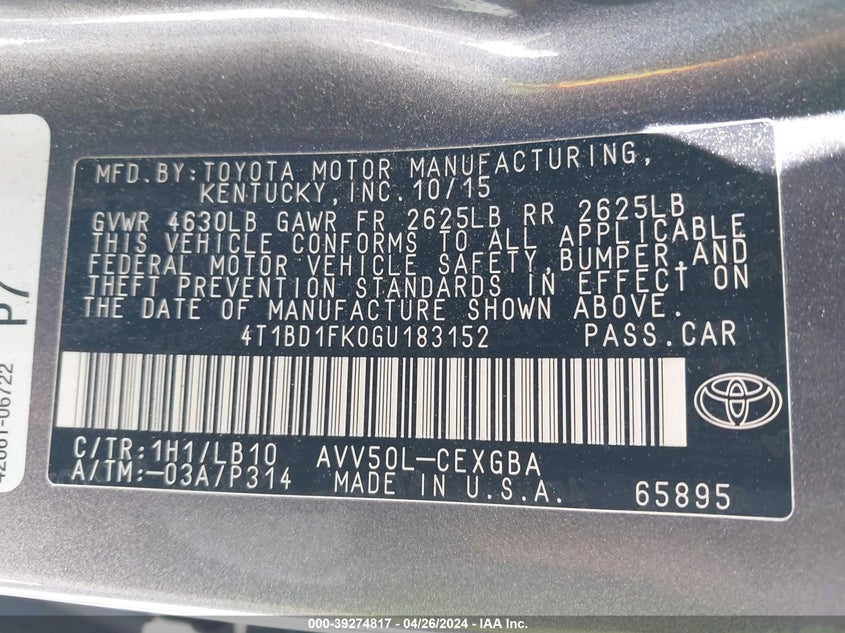 MFD.BY:TOYOTA MOTOR MANUFACTURING,
KENTUCKY,INC.10/15
GVWR 4630LB GAWR FR 2625LB RR 2625LB
THIS VEHICLE CONFORMS TO ALL APPLICABLE
FEDERAL MOTOR VEHICLE SAFETY,BUMPER,AND
THEFT PREVENTION STANDARDS IN EFFECT ON
THE DATE OF MANUFACTURE SHOWN ABOVE.
4T1BD1FK0GU183152 PASS.CAR
C/TR:1H1/LB10 AVV50L-CEXGBA
A/TM:-03A/P314 MADE IN U.S.A. 65895
P7
000-39274817 - 04/26/2024 - IAA Inc.